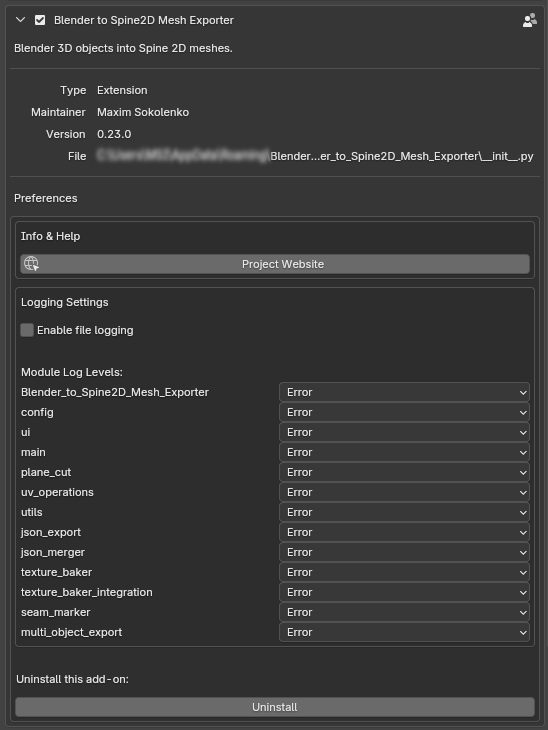 Blender to Spine2D Mesh Exporter
Blender 3D objects into Spine 2D meshes.
Type Extension
Maintainer Maxim Sokolenko
Version 0.23.0
File Blender...er_to_Spine2D_Mesh_Exporter\__init__.py
Preferences
Info & Help
Project Website
Logging Settings
Enable file logging
Module Log Levels:
Blender_to_Spine2D_Mesh_Exporter Error
config Error
ui Error
main Error
plane_cut Error
uv_operations Error
utils Error
json_export Error
json_merger Error
texture_baker Error
texture_baker_integration Error
seam_marker Error
multi_object_export Error
Uninstall this add-on:
Uninstall